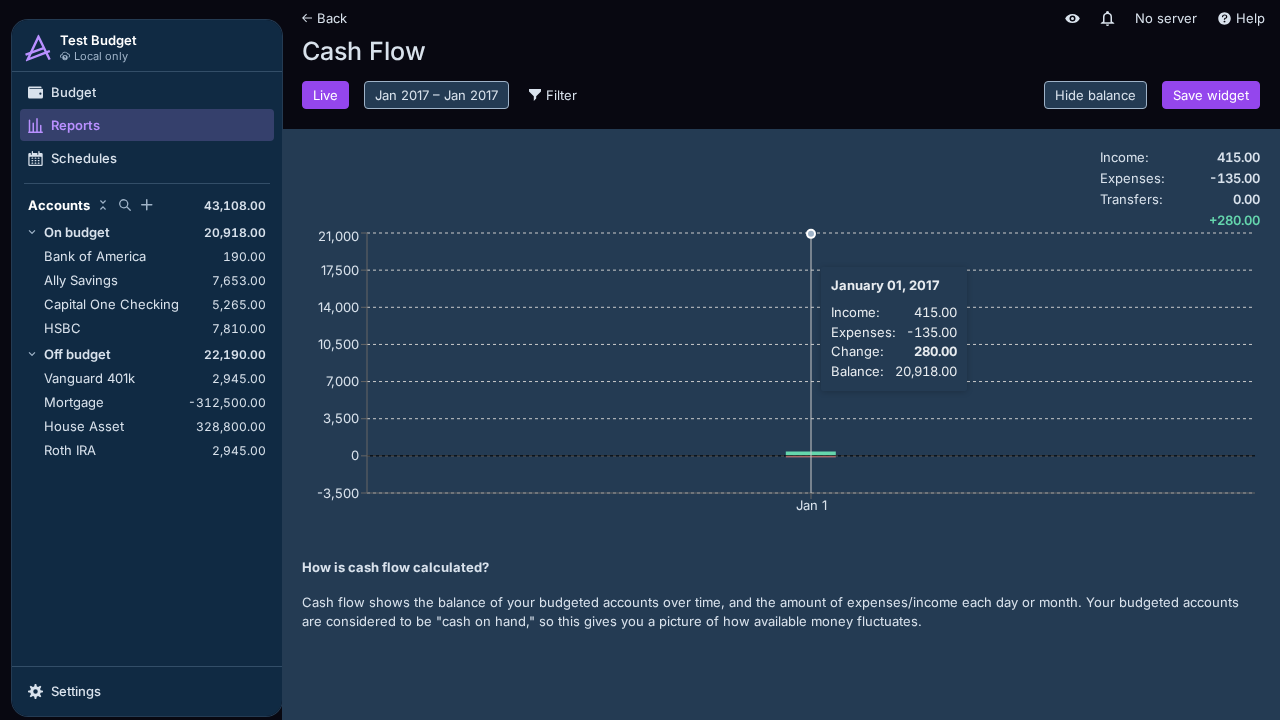 Test Budget
Local only
Budget
Reports
Schedules
Accounts 43,108.00
On budget 20,918.00
Bank of America 190.00
Ally Savings 7,653.00
Capital One Checking 5,265.00
HSBC 7,810.00
Off budget 22,190.00
Vanguard 401k 2,945.00
Mortgage -312,500.00
House Asset 328,800.00
Roth IRA 2,945.00
Settings
Back
No server
Help
Cash Flow
Live
Jan 2017 – Jan 2017
Filter
Hide balance
Save widget
Income: 415.00
Expenses: -135.00
Transfers: 0.00
+280.00
21,000
17,500
14,000
10,500
7,000
3,500
0
-3,500
January 01, 2017
Income: 415.00
Expenses: -135.00
Change: 280.00
Balance: 20,918.00
Jan 1
How is cash flow calculated?
Cash flow shows the balance of your budgeted accounts over time, and the amount of expenses/income each day or month. Your budgeted accounts
are considered to be "cash on hand," so this gives you a picture of how available money fluctuates.